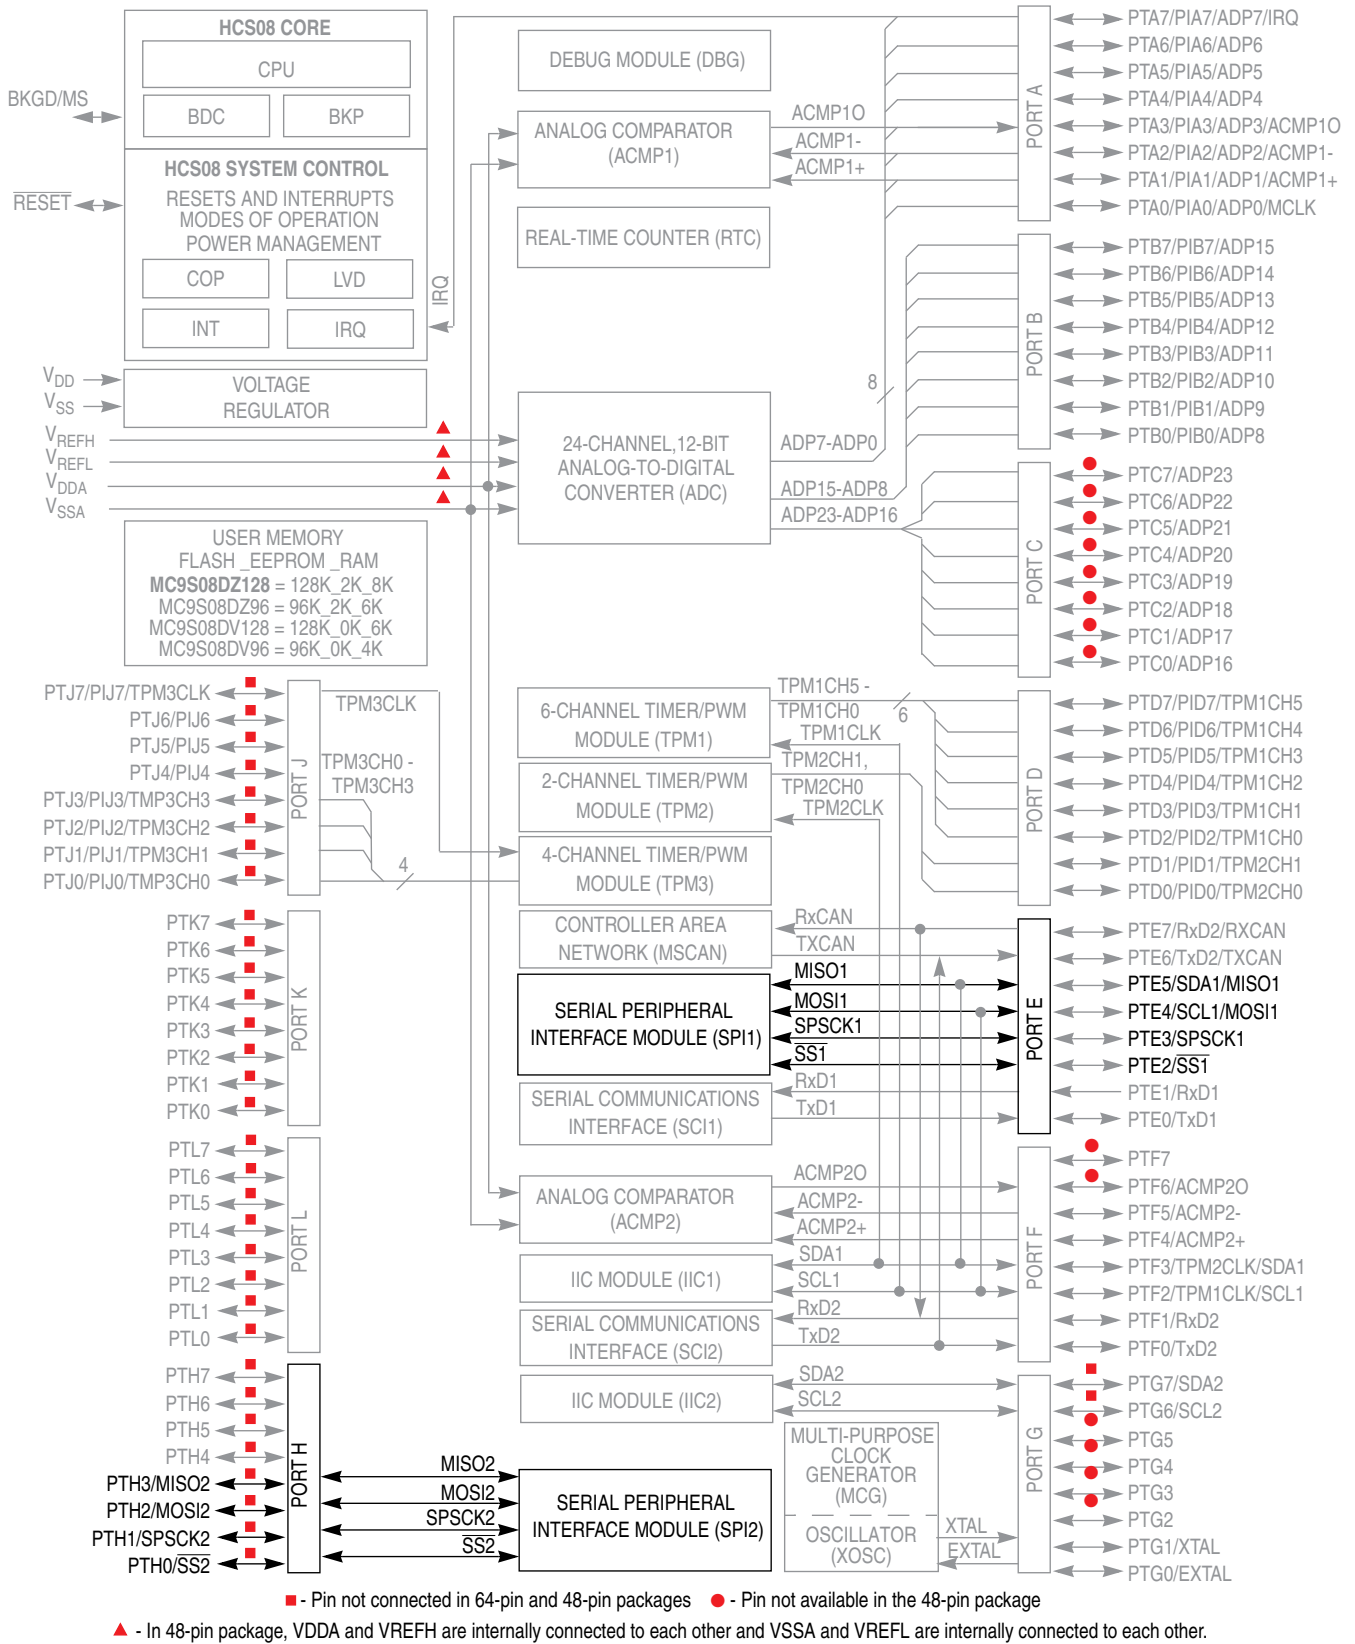 HCS08 CORE
CPU
BDC
BKP
BKGD/MS
HCS08 SYSTEM CONTROL
RESETS AND INTERRUPTS
MODES OF OPERATION
POWER MANAGEMENT
COP
LVD
INT
IRQ
RESET
IRQ
VOLTAGE
REGULATOR
VDD
VSS
VREFH
VREFL
VDDA
VSSA
USER MEMORY
FLASH _EEPROM _RAM
MC9S08DZ128 = 128K_2K_8K
MC9S08DZ96 = 96K_2K_6K
MC9S08DV128 = 128K_0K_6K
MC9S08DV96 = 96K_0K_4K
DEBUG MODULE (DBG)
ANALOG COMPARATOR
(ACMP1)
ACMP1O
ACMP1-
ACMP1+
REAL-TIME COUNTER (RTC)
24-CHANNEL,12-BIT
ANALOG-TO-DIGITAL
CONVERTER (ADC)
8
ADP7-ADP0
ADP15-ADP8
ADP23-ADP16
PORT A
PTA7/PIA7/ADP7/IRQ
PTA6/PIA6/ADP6
PTA5/PIA5/ADP5
PTA4/PIA4/ADP4
PTA3/PIA3/ADP3/ACMP1O
PTA2/PIA2/ADP2/ACMP1-
PTA1/PIA1/ADP1/ACMP1+
PTA0/PIA0/ADP0/MCLK
PORT B
PTB7/PIB7/ADP15
PTB6/PIB6/ADP14
PTB5/PIB5/ADP13
PTB4/PIB4/ADP12
PTB3/PIB3/ADP11
PTB2/PIB2/ADP10
PTB1/PIB1/ADP9
PTB0/PIB0/ADP8
PORT C
PTC7/ADP23
PTC6/ADP22
PTC5/ADP21
PTC4/ADP20
PTC3/ADP19
PTC2/ADP18
PTC1/ADP17
PTC0/ADP16
PTJ7/PIJ7/TPM3CLK
PTJ6/PIJ6
PTJ5/PIJ5
PTJ4/PIJ4
PTJ3/PIJ3/TMP3CH3
PTJ2/PIJ2/TPM3CH2
PTJ1/PIJ1/TPM3CH1
PTJ0/PIJ0/TMP3CH0
PORT J
TPM3CLK
TPM3CH0 -
TPM3CH3
4
6-CHANNEL TIMER/PWM
MODULE (TPM1)
2-CHANNEL TIMER/PWM
MODULE (TPM2)
4-CHANNEL TIMER/PWM
MODULE (TPM3)
TPM1CH5 -
TPM1CH0
6
TPM1CLK
TPM2CH1,
TPM2CH0
TPM2CLK
PORT D
PTD7/PID7/TPM1CH5
PTD6/PID6/TPM1CH4
PTD5/PID5/TPM1CH3
PTD4/PID4/TPM1CH2
PTD3/PID3/TPM1CH1
PTD2/PID2/TPM1CH0
PTD1/PID1/TPM2CH1
PTD0/PID0/TPM2CH0
PTK7
PTK6
PTK5
PTK4
PTK3
PTK2
PTK1
PTK0
PORT K
CONTROLLER AREA
NETWORK (MSCAN)
RxCAN
TXCAN
SERIAL PERIPHERAL
INTERFACE MODULE (SPI1)
MISO1
MOSI1
SPSCK1
SS1
SERIAL COMMUNICATIONS
INTERFACE (SCI1)
RxD1
TxD1
PORT E
PTE7/RxD2/RXCAN
PTE6/TxD2/TXCAN
PTE5/SDA1/MISO1
PTE4/SCL1/MOSI1
PTE3/SPSCK1
PTE2/SS1
PTE1/RxD1
PTE0/TxD1
PTL7
PTL6
PTL5
PTL4
PTL3
PTL2
PTL1
PTL0
PORT L
ANALOG COMPARATOR
(ACMP2)
ACMP2O
ACMP2-
ACMP2+
IIC MODULE (IIC1)
SDA1
SCL1
SERIAL COMMUNICATIONS
INTERFACE (SCI2)
RxD2
TxD2
PORT F
PTF7
PTF6/ACMP2O
PTF5/ACMP2-
PTF4/ACMP2+
PTF3/TPM2CLK/SDA1
PTF2/TPM1CLK/SCL1
PTF1/RxD2
PTF0/TxD2
PTH7
PTH6
PTH5
PTH4
PTH3/MISO2
PTH2/MOSI2
PTH1/SPSCK2
PTH0/SS2
PORT H
MISO2
MOSI2
SPSCK2
SS2
IIC MODULE (IIC2)
SDA2
SCL2
SERIAL PERIPHERAL
INTERFACE MODULE (SPI2)
MULTI-PURPOSE
CLOCK
GENERATOR
(MCG)
OSCILLATOR
(XOSC)
XTAL
EXTAL
PORT G
PTG7/SDA2
PTG6/SCL2
PTG5
PTG4
PTG3
PTG2
PTG1/XTAL
PTG0/EXTAL
- Pin not connected in 64-pin and 48-pin packages
- Pin not available in the 48-pin package
- In 48-pin package, VDDA and VREFH are internally connected to each other and VSSA and VREFL are internally connected to each other.